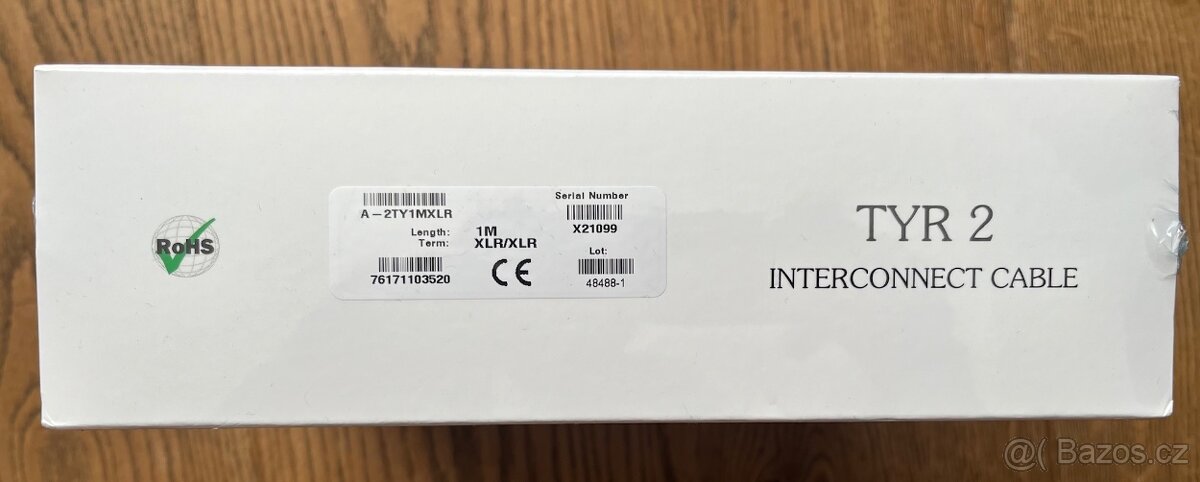 RoHS
A-2TY1MXLR
Length: 1M
Term: XLR/XLR
76171103520
CE
Serial Number
X21099
Lot:
48488-1
TYR 2
INTERCONNECT CABLE
@( Bazos.cz